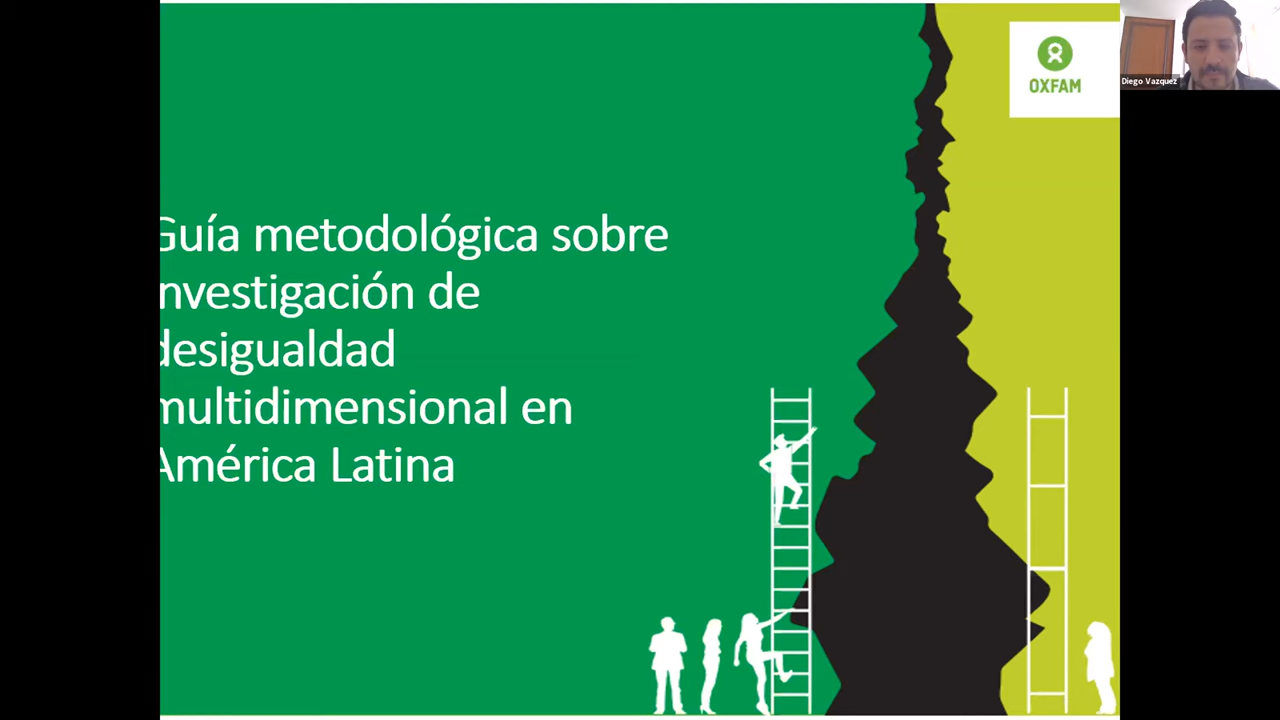 Guía metodológica sobre
investigación de
desigualdad
multidimensional en
América Latina
OXFAM
Diego Vazquez